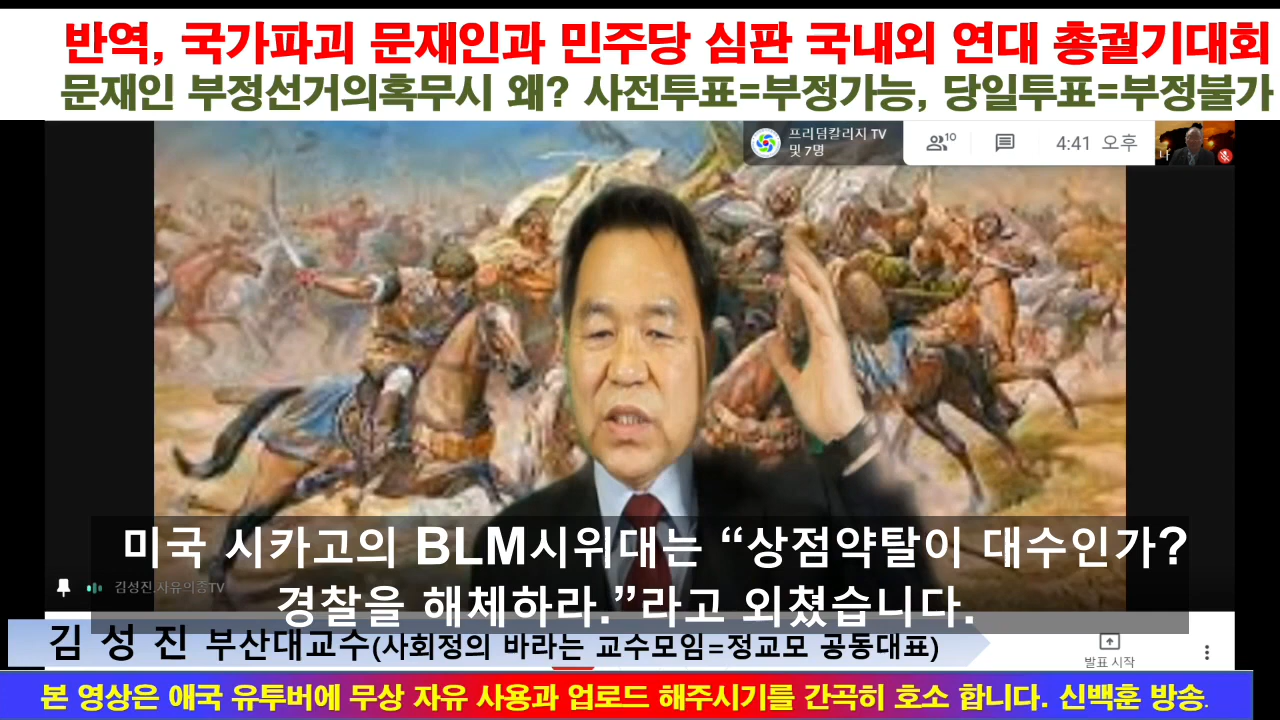 반역, 국가파괴 문재인과 민주당 심판 국내외 연대 총궐기대회
문재인 부정선거의혹무시 왜? 사전투표=부정가능, 당일투표=부정불가
프리덤칼리지 TV
및 7명
10
4:41 오후
나
미국 시카고의 BLM시위대는 “상점약탈이 대수인가?
경찰을 해체하라.”라고 외쳤습니다.
김성진.자유의종TV
김 성 진 부산대교수(사회정의 바라는 교수모임=정교모 공동대표)
발표 시작
본 영상은 애국 유투버에 무상 자유 사용과 업로드 해주시기를 간곡히 호소 합니다. 신백훈 방송.